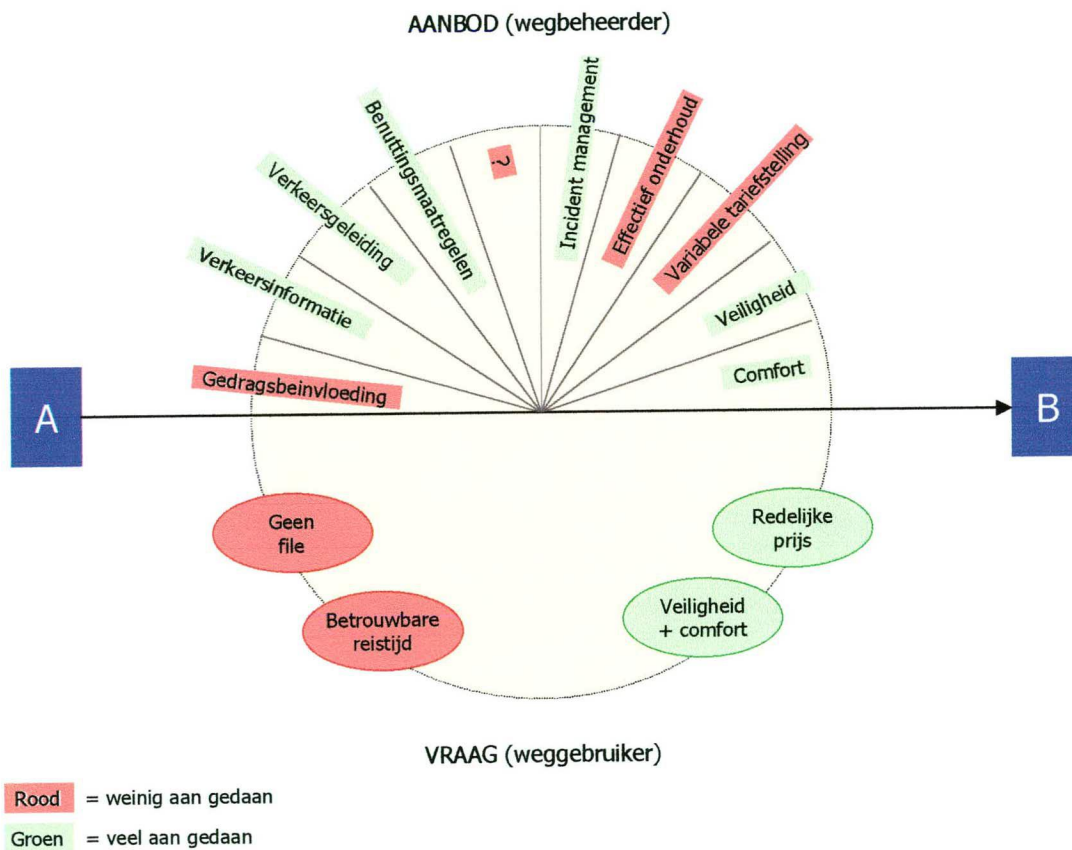 AANBOD (wegbeheerder)
Gedragsbeinvloeding
Verkeersinformatie
Verkeersgeleiding
Benuttingsmaatregelen
?
Incident management
Effectief onderhoud
Variabele tariefstelling
Veiligheid
Comfort
A
B
Geen
file
Betrouwbare
reistijd
Redelijke
prijs
Veiligheid
+ comfort
VRAAG (weggebruiker)
Rood = weinig aan gedaan
Groen = veel aan gedaan